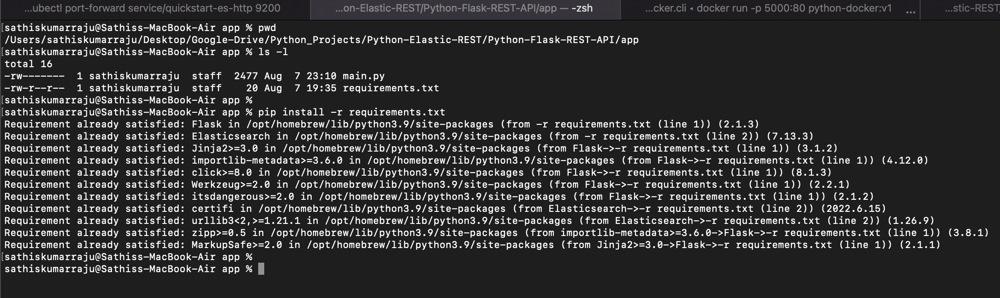 ...ubectl port-forward service/quickstart-es-http 9200
...on-Elastic-REST/Python-Flask-REST-API/app — -zsh
...cker.cli ◂ docker run -p 5000:80 python-docker:v1 ...
...stic-REST/
[sathiskumarraju@Sathiss-MacBook-Air app % pwd
/Users/sathiskumarraju/Desktop/Google-Drive/Python_Projects/Python-Elastic-REST/Python-Flask-REST-API/app
[sathiskumarraju@Sathiss-MacBook-Air app % ls -l
total 16
-rw-------  1 sathiskumarraju  staff  2477 Aug  7 23:10 main.py
-rw-r--r--  1 sathiskumarraju  staff    20 Aug  7 19:35 requirements.txt
[sathiskumarraju@Sathiss-MacBook-Air app %
[sathiskumarraju@Sathiss-MacBook-Air app % pip install -r requirements.txt
Requirement already satisfied: Flask in /opt/homebrew/lib/python3.9/site-packages (from -r requirements.txt (line 1)) (2.1.3)
Requirement already satisfied: Elasticsearch in /opt/homebrew/lib/python3.9/site-packages (from -r requirements.txt (line 2)) (7.13.3)
Requirement already satisfied: Jinja2>=3.0 in /opt/homebrew/lib/python3.9/site-packages (from Flask->-r requirements.txt (line 1)) (3.1.2)
Requirement already satisfied: importlib-metadata>=3.6.0 in /opt/homebrew/lib/python3.9/site-packages (from Flask->-r requirements.txt (line 1)) (4.12.0)
Requirement already satisfied: click>=8.0 in /opt/homebrew/lib/python3.9/site-packages (from Flask->-r requirements.txt (line 1)) (8.1.3)
Requirement already satisfied: Werkzeug>=2.0 in /opt/homebrew/lib/python3.9/site-packages (from Flask->-r requirements.txt (line 1)) (2.2.1)
Requirement already satisfied: itsdangerous>=2.0 in /opt/homebrew/lib/python3.9/site-packages (from Flask->-r requirements.txt (line 1)) (2.1.2)
Requirement already satisfied: certifi in /opt/homebrew/lib/python3.9/site-packages (from Elasticsearch->-r requirements.txt (line 2)) (2022.6.15)
Requirement already satisfied: urllib3<2,>=1.21.1 in /opt/homebrew/lib/python3.9/site-packages (from Elasticsearch->-r requirements.txt (line 2)) (1.26.9)
Requirement already satisfied: zipp>=0.5 in /opt/homebrew/lib/python3.9/site-packages (from importlib-metadata>=3.6.0->Flask->-r requirements.txt (line 1)) (3.8.1)
Requirement already satisfied: MarkupSafe>=2.0 in /opt/homebrew/lib/python3.9/site-packages (from Jinja2>=3.0->Flask->-r requirements.txt (line 1)) (2.1.1)
[sathiskumarraju@Sathiss-MacBook-Air app %
sathiskumarraju@Sathiss-MacBook-Air app %